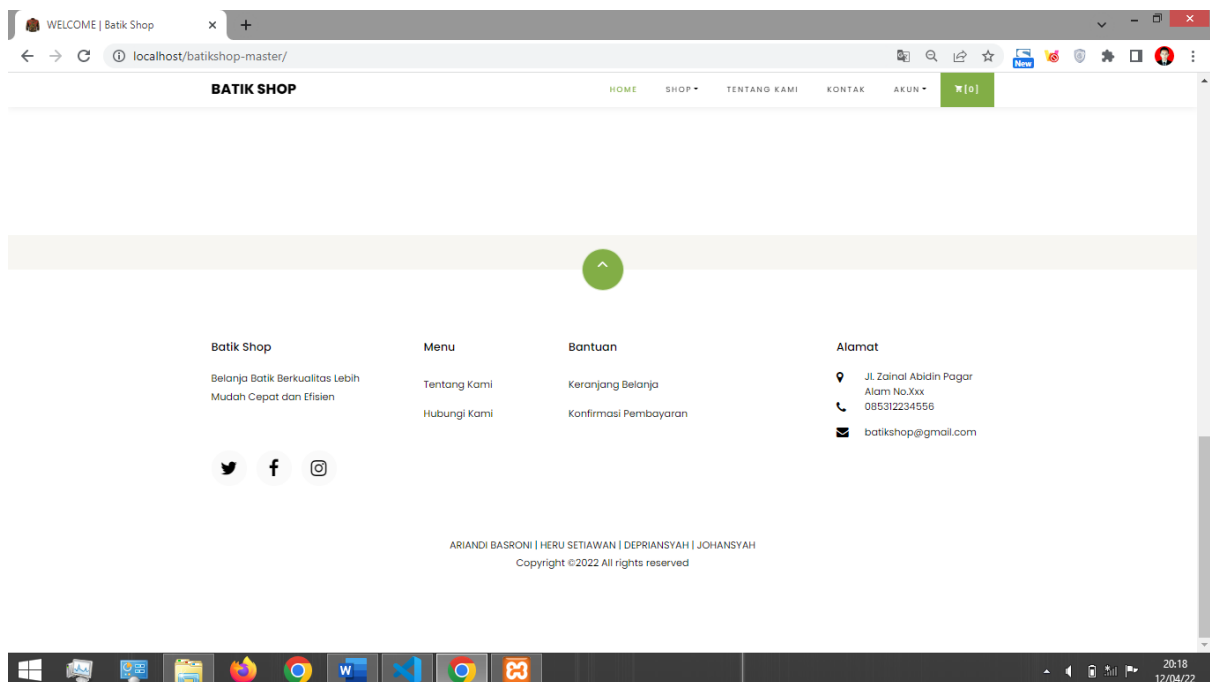 WELCOME | Batik Shop
localhost/batikshop-master/
New
BATIK SHOP
HOME SHOP TENTANG KAMI KONTAK AKUN [0]
Batik Shop
Belanja Batik Berkualitas Lebih
Mudah Cepat dan Efisien
Menu
Tentang Kami
Hubungi Kami
Bantuan
Keranjang Belanja
Konfirmasi Pembayaran
Alamat
Jl. Zainal Abidin Pagar
Alam No.Xxx
085312234556
batikshop@gmail.com
ARIANDI BASRONI | HERU SETIAWAN | DEPRIANSYAH | JOHANSYAH
Copyright ©2022 All rights reserved
20:18
12/04/22